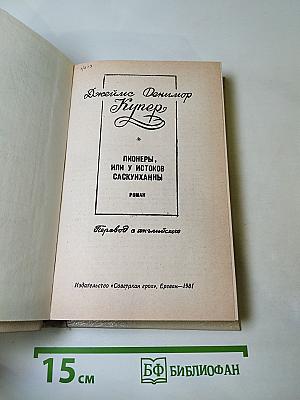 Джеймс Фенимор
Купер
*
ПИОНЕРЫ,
ИЛИ У ИСТОКОВ
САСКУИХАННЫ
РОМАН
Перевод с английского
Издательство «Советакан грох», Ереван—1981
15 см
БФ БИБЛИОФАН